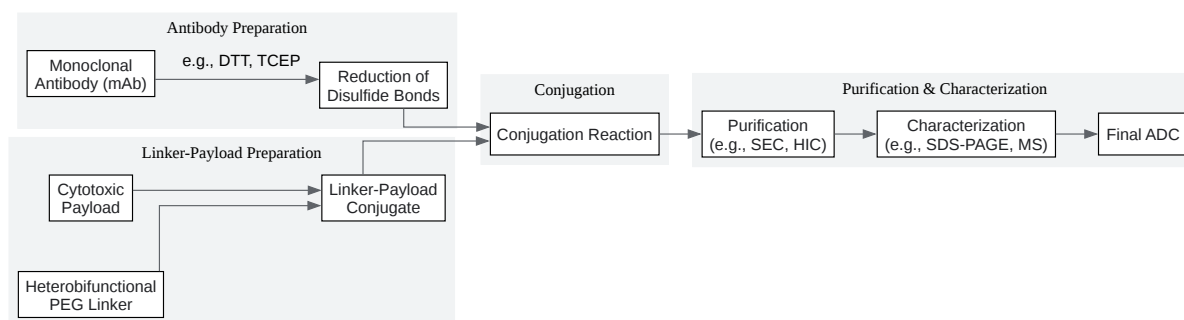 Antibody Preparation
Monoclonal
Antibody (mAb)
e.g., DTT, TCEP
Reduction of
Disulfide Bonds
Linker-Payload Preparation
Cytotoxic
Payload
Heterobifunctional
PEG Linker
Linker-Payload
Conjugate
Conjugation
Conjugation Reaction
Purification & Characterization
Purification
(e.g., SEC, HIC)
Characterization
(e.g., SDS-PAGE, MS)
Final ADC